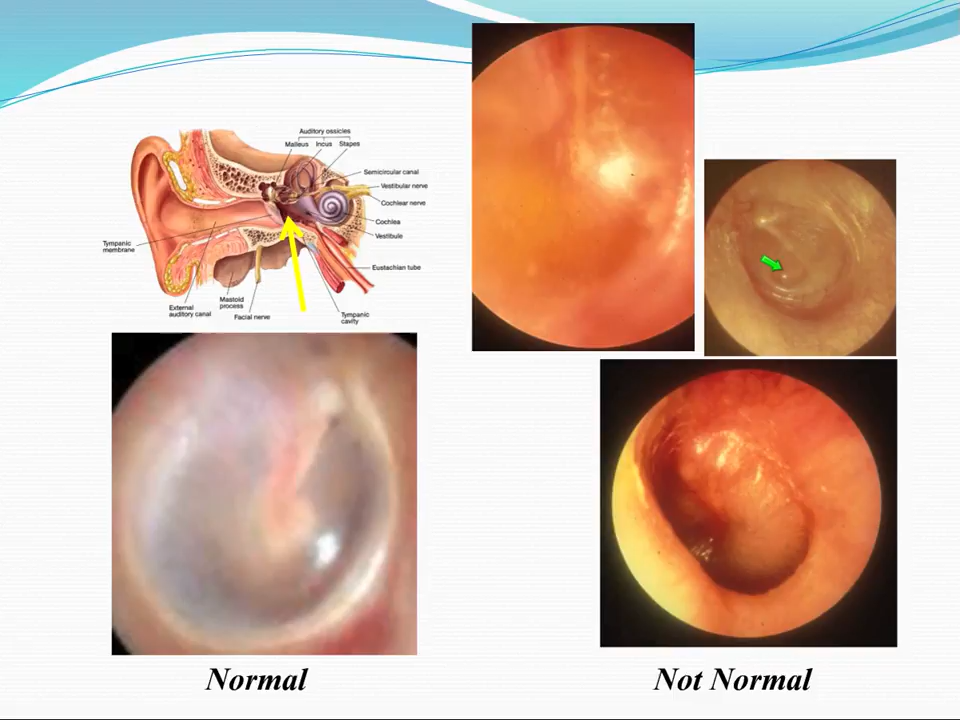 Auditory ossicles
Malleus Incus Stapes
Semicircular canal
Vestibular nerve
Cochlear nerve
Cochlea
Vestibule
Tympanic
membrane
Eustachian tube
External
auditory canal
Mastoid
process
Facial nerve
Tympanic
cavity
Normal
Not Normal